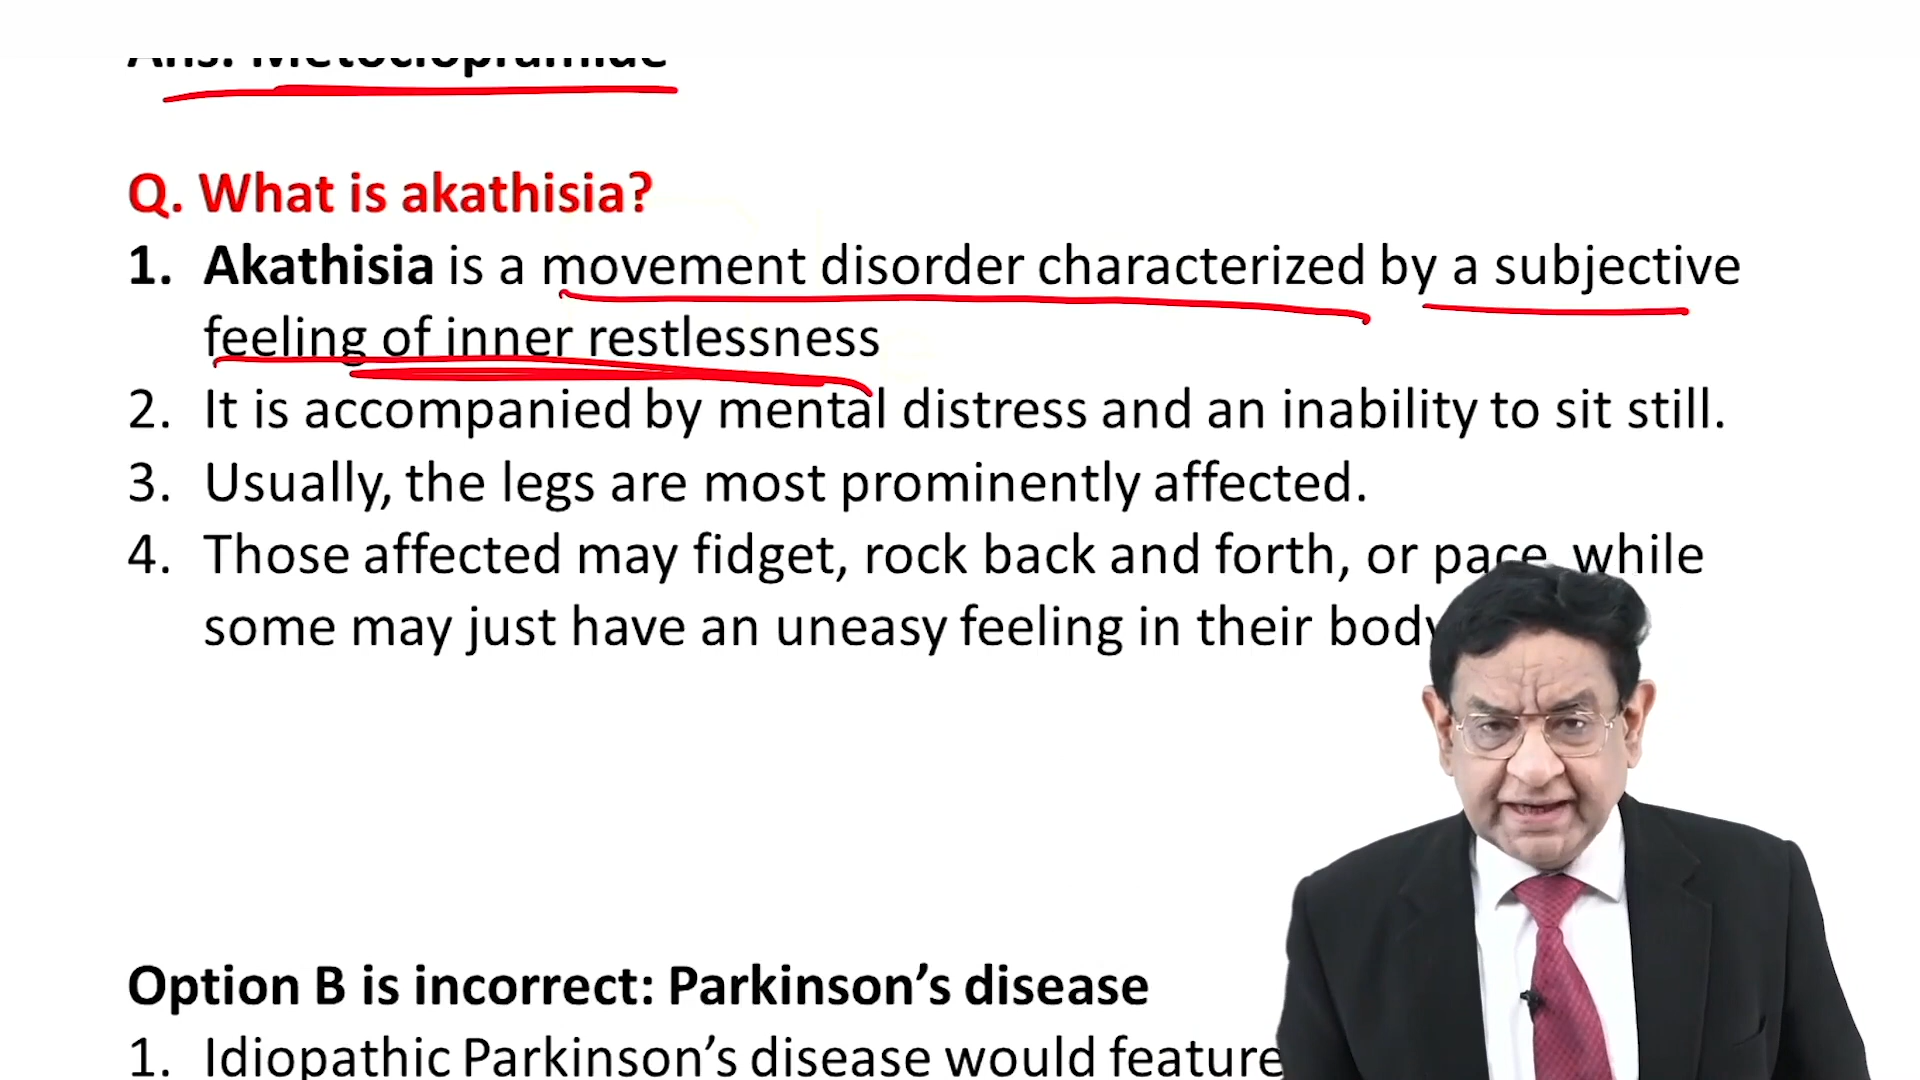 Ans: Metoclopramide
Q. What is akathisia?
1. Akathisia is a movement disorder characterized by a subjective
feeling of inner restlessness
2. It is accompanied by mental distress and an inability to sit still.
3. Usually, the legs are most prominently affected.
4. Those affected may fidget, rock back and forth, or pace, while
some may just have an uneasy feeling in their body
Option B is incorrect: Parkinson’s disease
1. Idiopathic Parkinson’s disease would feature